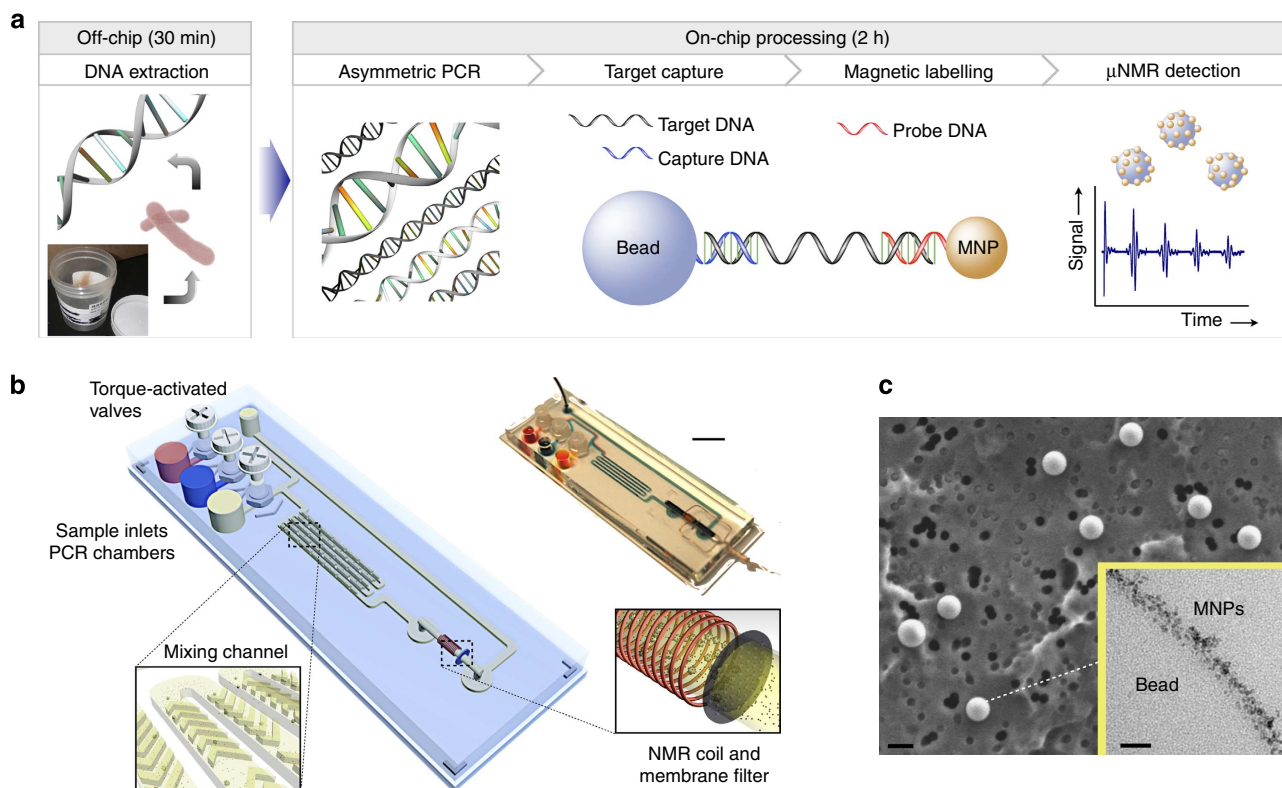 a
Off-chip (30 min)
On-chip processing (2 h)
DNA extraction
Asymmetric PCR
Target capture
Magnetic labelling
μNMR detection
Target DNA
Capture DNA
Probe DNA
Bead
MNP
Signal
Time
b
Torque-activated
valves
Sample inlets
PCR chambers
Mixing channel
NMR coil and
membrane filter
c
MNPs
Bead